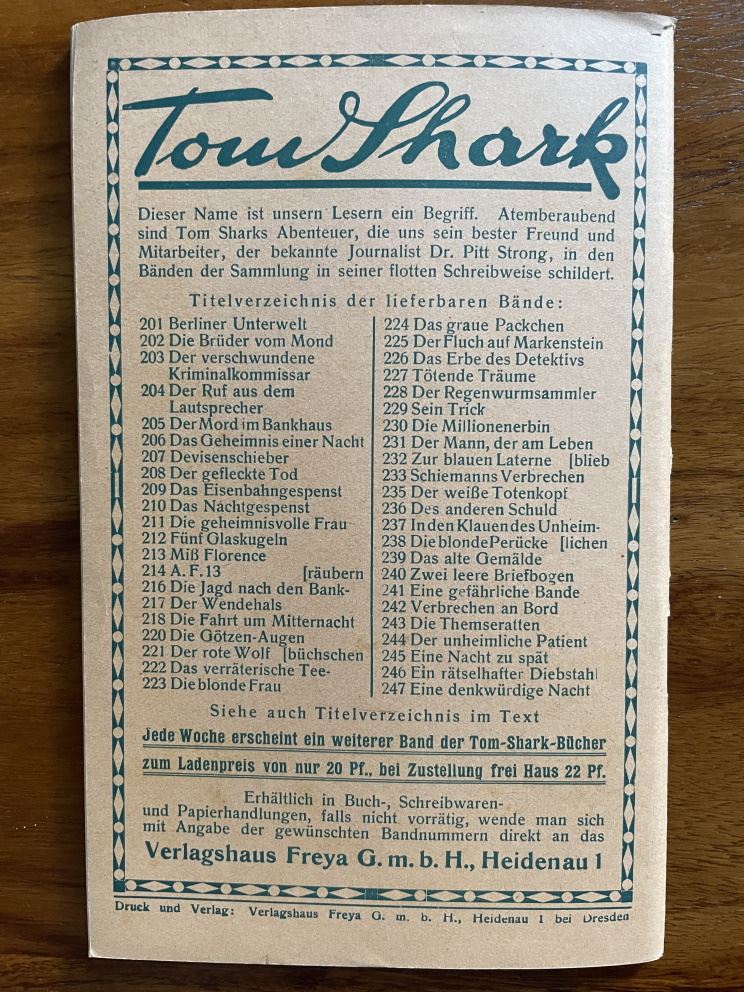 Tom Shark
Dieser Name ist unsern Lesern ein Begriff. Atemberaubend
sind Tom Sharks Abenteuer, die uns sein bester Freund und
Mitarbeiter, der bekannte Journalist Dr. Pitt Strong, in den
Bänden der Sammlung in seiner flotten Schreibweise schildert.
Titelverzeichnis der lieferbaren Bände:
201 Berliner Unterwelt
202 Die Brüder vom Mond
203 Der verschwundene
Kriminalkommissar
204 Der Ruf aus dem
Lautsprecher
205 Der Mord im Bankhaus
206 Das Geheimnis einer Nacht
207 Devisenschieber
208 Der gefleckte Tod
209 Das Eisenbahngespenst
210 Das Nachtgespenst
211 Die geheimnisvolle Frau
212 Fünf Glaskugeln
213 Miß Florence
214 A. F. 13 [räubern
216 Die Jagd nach den Bank-
217 Der Wendehals
218 Die Fahrt um Mitternacht
220 Die Götzen-Augen
221 Der rote Wolf [büchschen
222 Das verräterische Tee-
223 Die blonde Frau
224 Das graue Päckchen
225 Der Fluch auf Markenstein
226 Das Erbe des Detektivs
227 Tötende Träume
228 Der Regenwurmsammler
229 Sein Trick
230 Die Millionenerbin
231 Der Mann, der am Leben
232 Zur blauen Laterne [blieb
233 Schiemanns Verbrechen
235 Der weiße Totenkopf
236 Des anderen Schuld
237 In den Klauen des Unheim-
238 Die blonde Perücke [lichen
239 Das alte Gemälde
240 Zwei leere Briefbogen
241 Eine gefährliche Bande
242 Verbrechen an Bord
243 Die Themseratten
244 Der unheimliche Patient
245 Eine Nacht zu spät
246 Ein rätselhafter Diebstahl
247 Eine denkwürdige Nacht
Siehe auch Titelverzeichnis im Text
Jede Woche erscheint ein weiterer Band der Tom-Shark-Bücher
zum Ladenpreis von nur 20 Pf., bei Zustellung frei Haus 22 Pf.
Erhältlich in Buch-, Schreibwaren-
und Papierhandlungen, falls nicht vorrätig, wende man sich
mit Angabe der gewünschten Bandnummern direkt an das
Verlagshaus Freya G. m. b. H., Heidenau 1
Druck und Verlag: Verlagshaus Freya G. m. b. H., Heidenau 1 bei Dresden